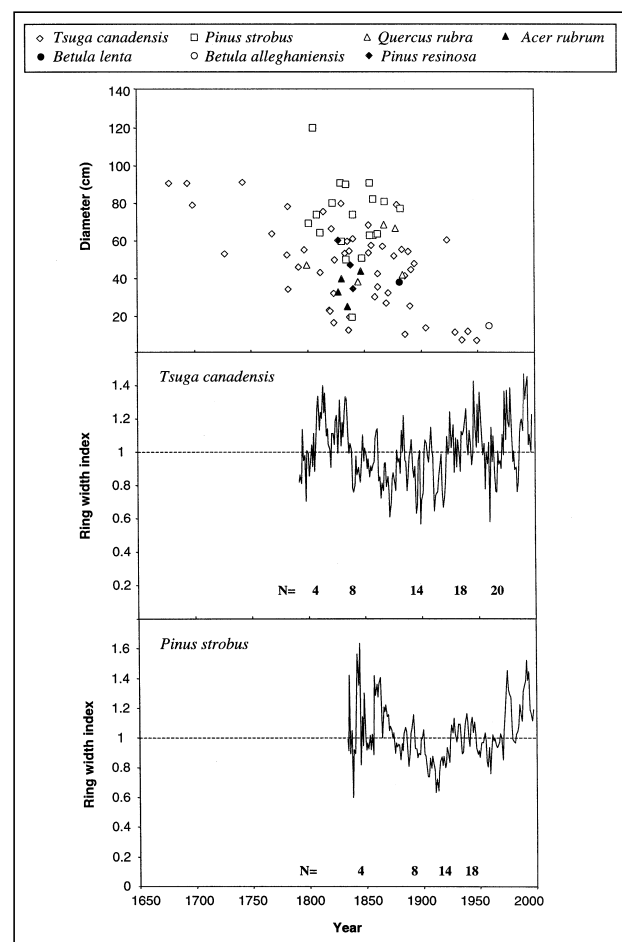 ◇ Tsuga canadensis □ Pinus strobus △ Quercus rubra ▲ Acer rubrum
● Betula lenta ○ Betula alleghaniensis ◆ Pinus resinosa
140
120
100
80
60
40
20
Diameter (cm)
Tsuga canadensis
1.4
1.2
1
0.8
0.6
0.4
0.2
Ring width index
N= 4 8 14 18 20
Pinus strobus
1.6
1.4
1.2
1
0.8
0.6
0.4
0.2
0
Ring width index
N= 4 8 14 18
1650 1700 1750 1800 1850 1900 1950 2000
Year